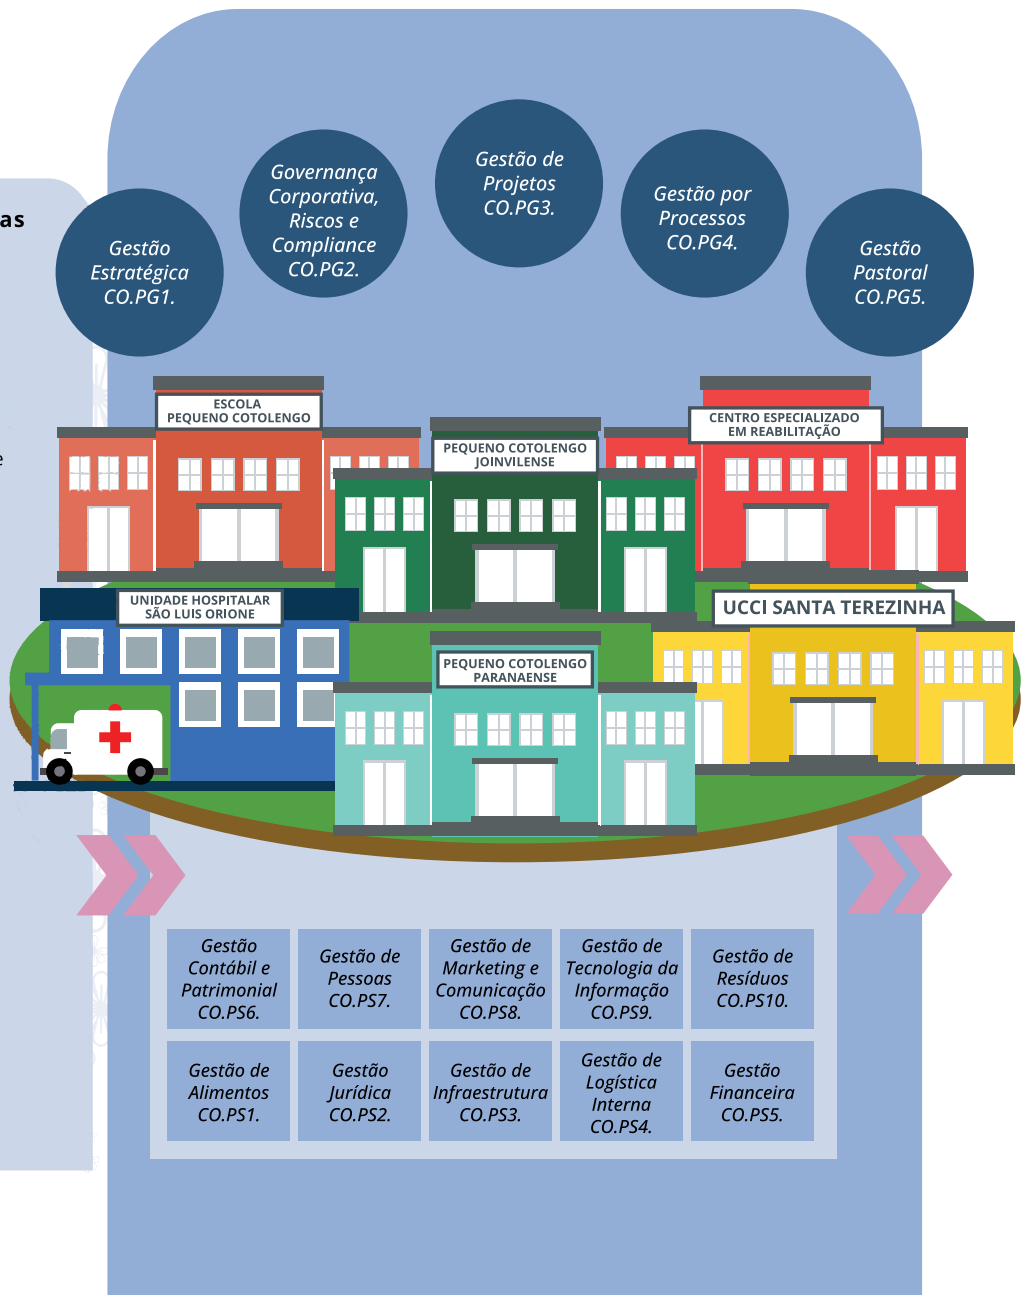 as
e
Gestão
Estratégica
CO.PG1.
Governança
Corporativa,
Riscos e
Compliance
CO.PG2.
Gestão de
Projetos
CO.PG3.
Gestão por
Processos
CO.PG4.
Gestão
Pastoral
CO.PG5.
ESCOLA
PEQUENO COTOLENGO
PEQUENO COTOLENGO
JOINVILENSE
CENTRO ESPECIALIZADO
EM REABILITAÇÃO
UNIDADE HOSPITALAR
SÃO LUIS ORIONE
UCCI SANTA TEREZINHA
PEQUENO COTOLENGO
PARANAENSE
Gestão
Contábil e
Patrimonial
CO.PS6.
Gestão de
Pessoas
CO.PS7.
Gestão de
Marketing e
Comunicação
CO.PS8.
Gestão de
Tecnologia da
Informação
CO.PS9.
Gestão de
Resíduos
CO.PS10.
Gestão de
Alimentos
CO.PS1.
Gestão
Jurídica
CO.PS2.
Gestão de
Infraestrutura
CO.PS3.
Gestão de
Logística
Interna
CO.PS4.
Gestão
Financeira
CO.PS5.